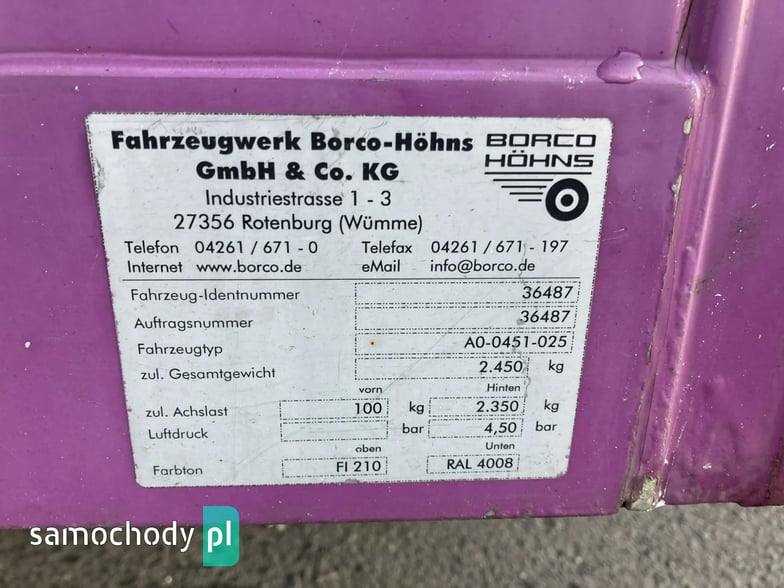 Fahrzeugwerk Borco-Höhns
GmbH & Co. KG
BORCO
HÖHNS
Industriestrasse 1 - 3
27356 Rotenburg (Wümme)
Telefon 04261 / 671 - 0 Telefax 04261 / 671 - 197
Internet www.borco.de eMail info@borco.de
Fahrzeug-Identnummer 36487
Auftragsnummer 36487
Fahrzeugtyp A0-0451-025
zul. Gesamtgewicht 2.450 kg
vorn Hinten
zul. Achslast 100 kg 2.350 kg
Luftdruck bar 4,50 bar
oben Unten
Farbton FI 210 RAL 4008
samochody pl